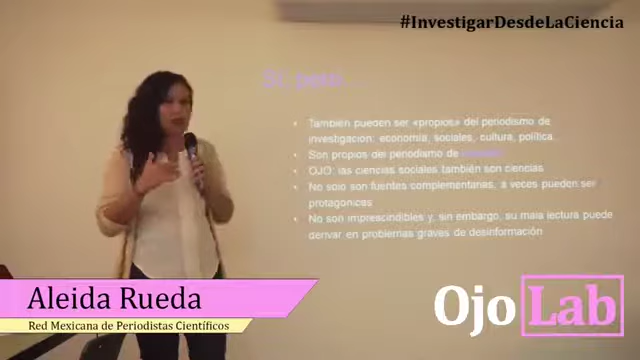 #InvestigarDesdeLaCiencia
Sí, pero...
• También pueden ser «propios» del periodismo de
investigación: economía, sociales, cultura, política...
• Son propios del periodismo de
• OJO: las ciencias sociales también son ciencias
• No solo son fuentes complementarias, a veces pueden ser
protagónicas
• No son imprescindibles y, sin embargo, su mala lectura puede
derivar en problemas graves de desinformación
Aleida Rueda
Red Mexicana de Periodistas Científicos
Ojo Lab